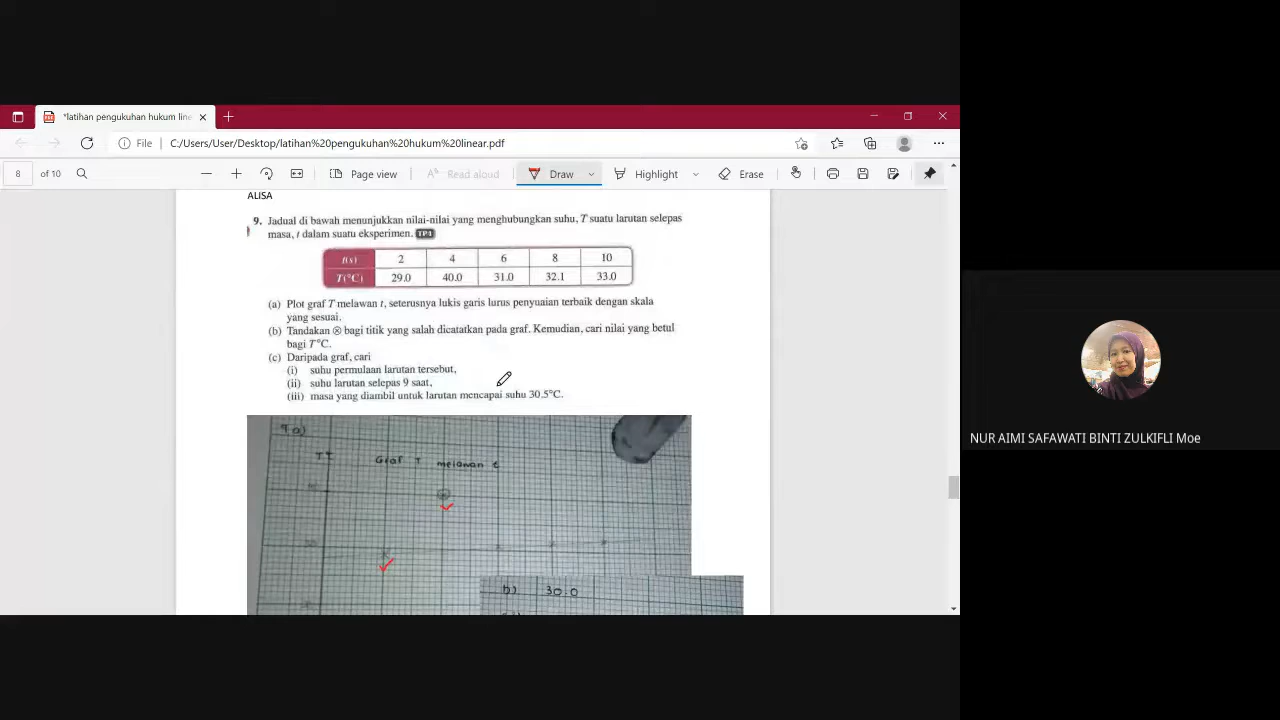 *latihan pengukuhan hukum line
File C:/Users/User/Desktop/latihan%20pengukuhan%20hukum%20linear.pdf
8 of 10 Page view Read aloud Draw Highlight Erase
ALISA
9. Jadual di bawah menunjukkan nilai-nilai yang menghubungkan suhu, T suatu larutan selepas
masa, t dalam suatu eksperimen. TP4
t(s) 2 4 6 8 10
T(°C) 29.0 40.0 31.0 32.1 33.0
(a) Plot graf T melawan t, seterusnya lukis garis lurus penyuaian terbaik dengan skala
yang sesuai.
(b) Tandakan ⊗ bagi titik yang salah dicatatkan pada graf. Kemudian, cari nilai yang betul
bagi T°C.
(c) Daripada graf, cari
(i) suhu permulaan larutan tersebut,
(ii) suhu larutan selepas 9 saat,
(iii) masa yang diambil untuk larutan mencapai suhu 30.5°C.
9a)
Graf T melawan t
40
30
b) 30.0
NUR AIMI SAFAWATI BINTI ZULKIFLI Moe